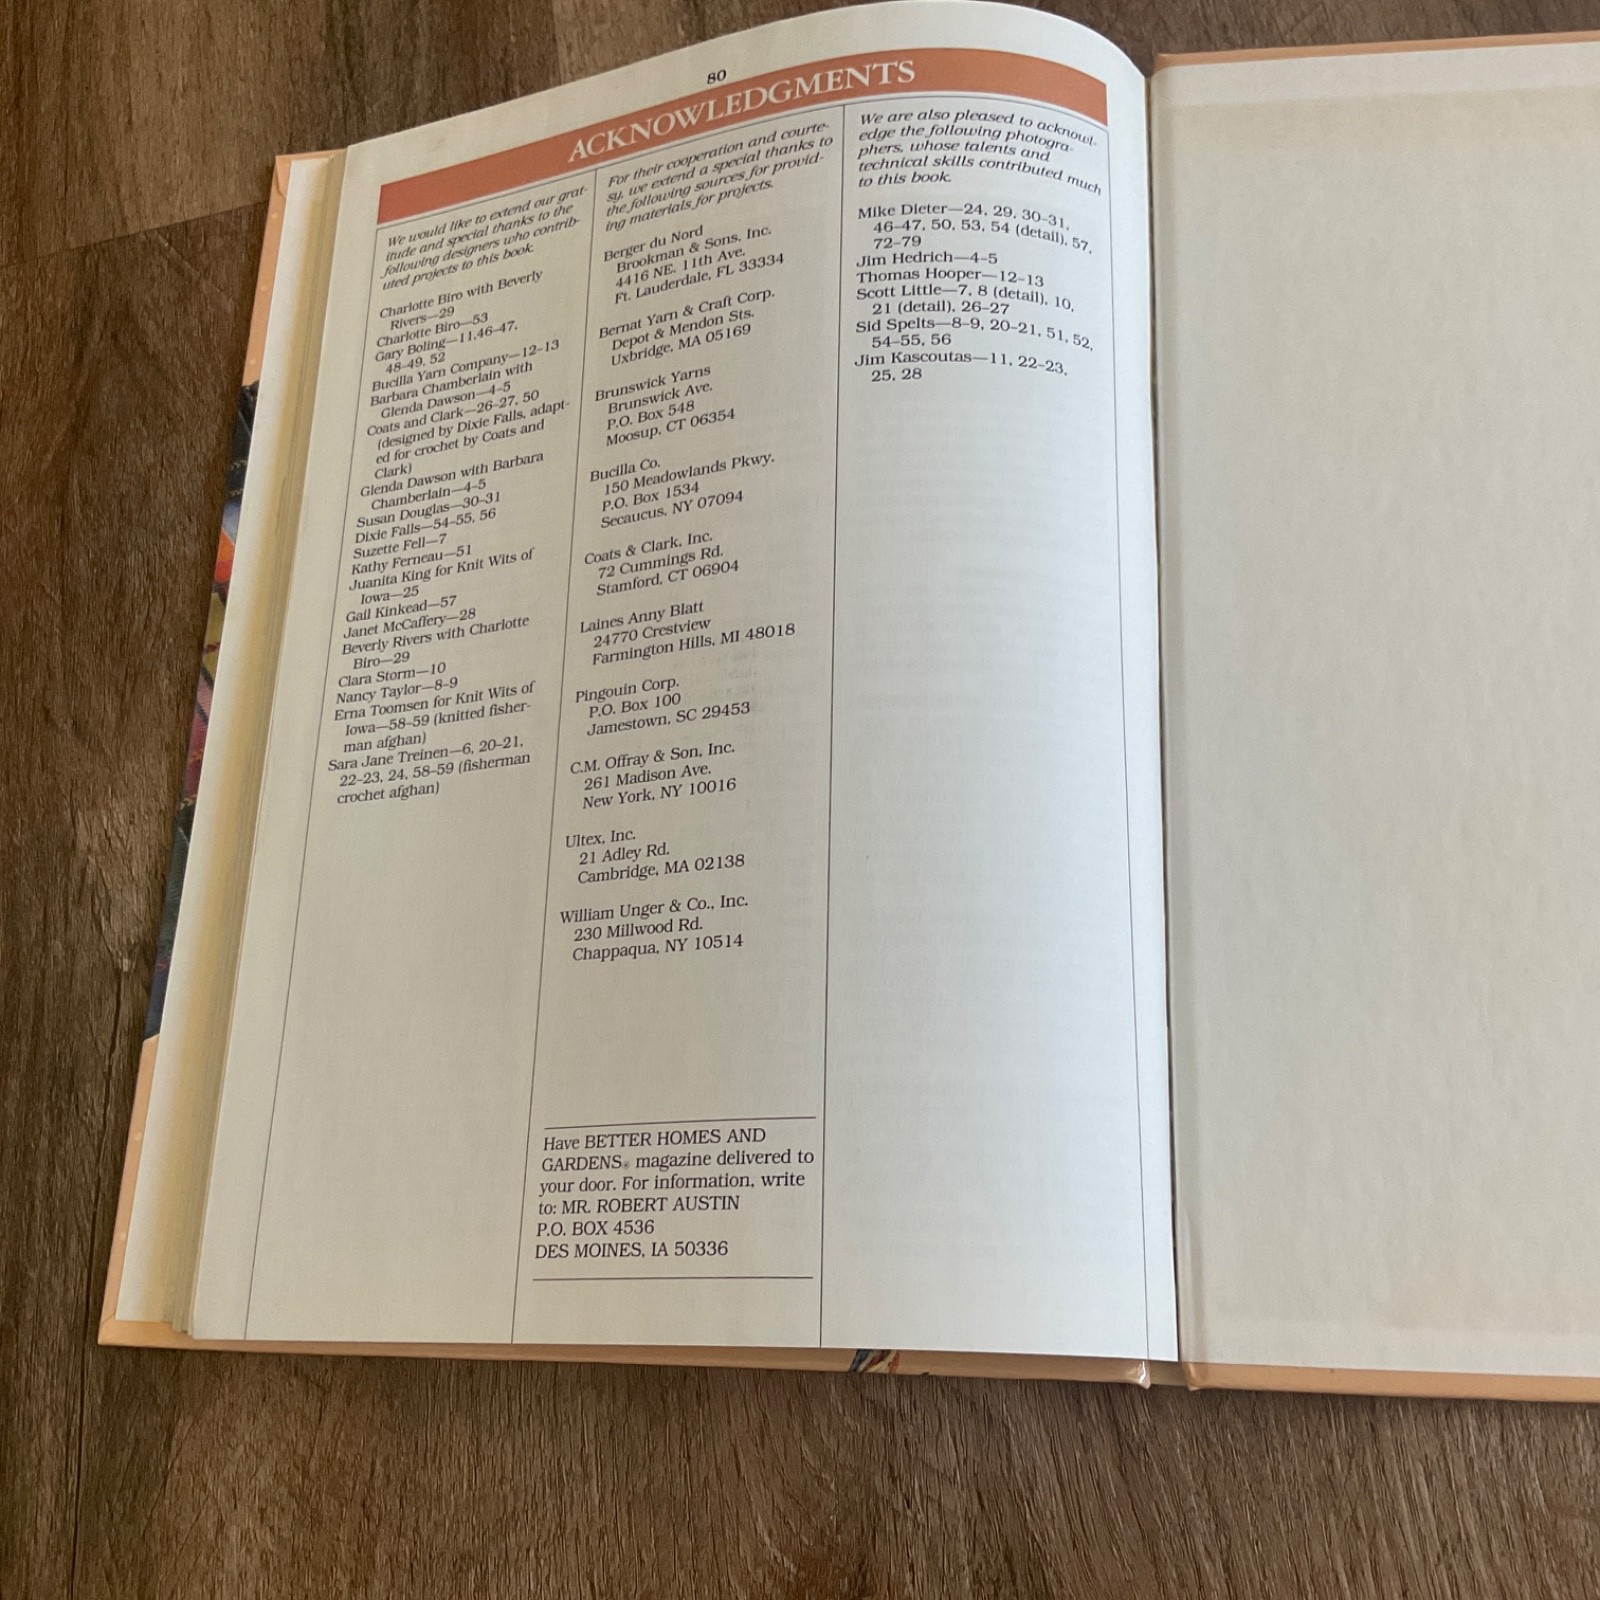 80
ACKNOWLEDGMENTS
We would like to extend our grat-
itude and special thanks to the
following designers who contrib-
uted projects to this book.
Charlotte Biro with Beverly
Rivers—29
Charlotte Biro—53
Gary Boling—11,46–47,
48–49, 52
Bucilla Yarn Company—12–13
Barbara Chamberlain with
Glenda Dawson—4–5
Coats and Clark—26–27, 50
(designed by Dixie Falls, adapt-
ed for crochet by Coats and
Clark)
Glenda Dawson with Barbara
Chamberlain—4–5
Susan Douglas—30–31
Dixie Falls—54–55, 56
Suzette Fell—7
Kathy Ferneau—51
Juanita King for Knit Wits of
Iowa—25
Gail Kinkead—57
Janet McCaffery—28
Beverly Rivers with Charlotte
Biro—29
Clara Storm—10
Nancy Taylor—8–9
Erna Toomsen for Knit Wits of
Iowa—58–59 (knitted fisher-
man afghan)
Sara Jane Treinen—6, 20–21,
22–23, 24, 58–59 (fisherman
crochet afghan)
For their cooperation and courte-
sy, we extend a special thanks to
the following sources for provid-
ing materials for projects.
Berger du Nord
Brookman & Sons, Inc.
4416 NE. 11th Ave.
Ft. Lauderdale, FL 33334
Bernat Yarn & Craft Corp.
Depot & Mendon Sts.
Uxbridge, MA 05169
Brunswick Yarns
Brunswick Ave.
P.O. Box 548
Moosup, CT 06354
Bucilla Co.
150 Meadowlands Pkwy.
P.O. Box 1534
Secaucus, NY 07094
Coats & Clark, Inc.
72 Cummings Rd.
Stamford, CT 06904
Laines Anny Blatt
24770 Crestview
Farmington Hills, MI 48018
Pingouin Corp.
P.O. Box 100
Jamestown, SC 29453
C.M. Offray & Son, Inc.
261 Madison Ave.
New York, NY 10016
Ultex, Inc.
21 Adley Rd.
Cambridge, MA 02138
William Unger & Co., Inc.
230 Millwood Rd.
Chappaqua, NY 10514
Have BETTER HOMES AND
GARDENS® magazine delivered to
your door. For information, write
to: MR. ROBERT AUSTIN
P.O. BOX 4536
DES MOINES, IA 50336
We are also pleased to acknowl-
edge the following photogra-
phers, whose talents and
technical skills contributed much
to this book.
Mike Dieter—24, 29, 30–31,
46–47, 50, 53, 54 (detail), 57,
72–79
Jim Hedrich—4–5
Thomas Hooper—12–13
Scott Little—7, 8 (detail), 10,
21 (detail), 26–27
Sid Spelts—8–9, 20–21, 51, 52,
54–55, 56
Jim Kascoutas—11, 22–23,
25, 28